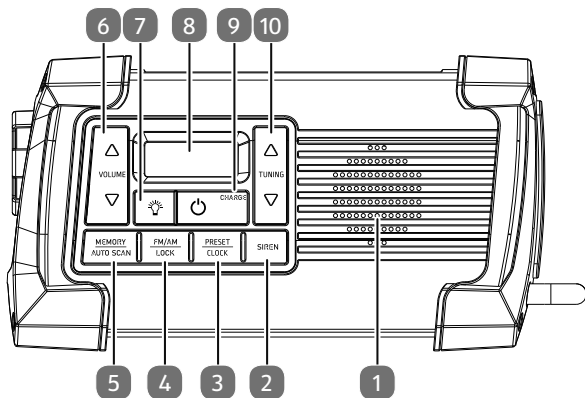 6 7 8 9 10
VOLUME
TUNING
CHARGE
MEMORY
AUTO SCAN
FM/AM
LOCK
PRESET
CLOCK
SIREN
5 4 3 2 1